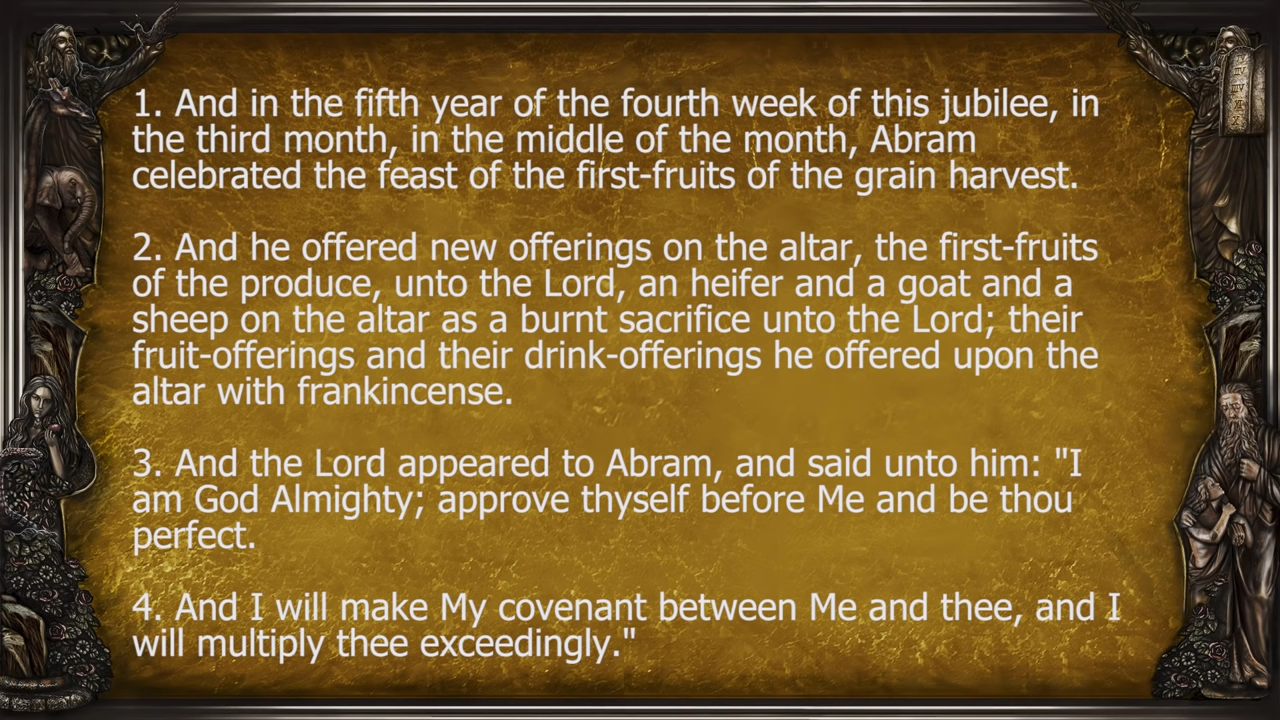 1. And in the fifth year of the fourth week of this jubilee, in
the third month, in the middle of the month, Abram
celebrated the feast of the first-fruits of the grain harvest.
2. And he offered new offerings on the altar, the first-fruits
of the produce, unto the Lord, an heifer and a goat and a
sheep on the altar as a burnt sacrifice unto the Lord; their
fruit-offerings and their drink-offerings he offered upon the
altar with frankincense.
3. And the Lord appeared to Abram, and said unto him: "I
am God Almighty; approve thyself before Me and be thou
perfect.
4. And I will make My covenant between Me and thee, and I
will multiply thee exceedingly."